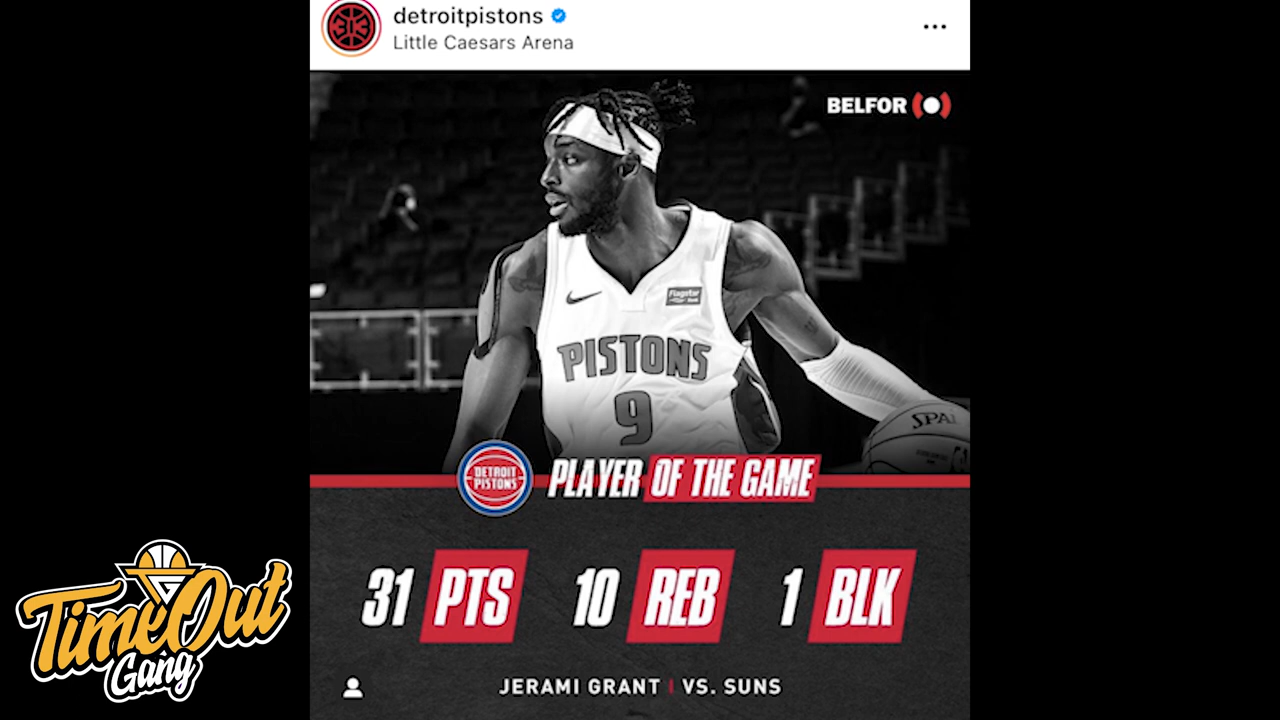 detroitpistons
Little Caesars Arena
BELFOR
Flagstar
PISTONS
9
SPAL
DETROIT
PISTONS
PLAYER OF THE GAME
31 PTS 10 REB 1 BLK
JERAMI GRANT | VS. SUNS
TimeOut
Gang